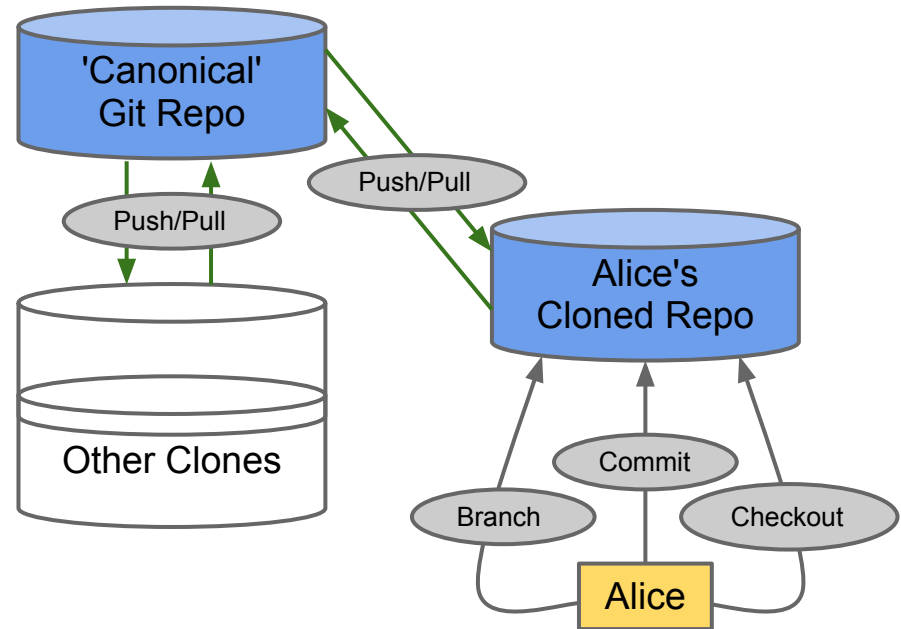 'Canonical'
Git Repo
Push/Pull
Push/Pull
Alice's
Cloned Repo
Other Clones
Commit
Branch
Checkout
Alice